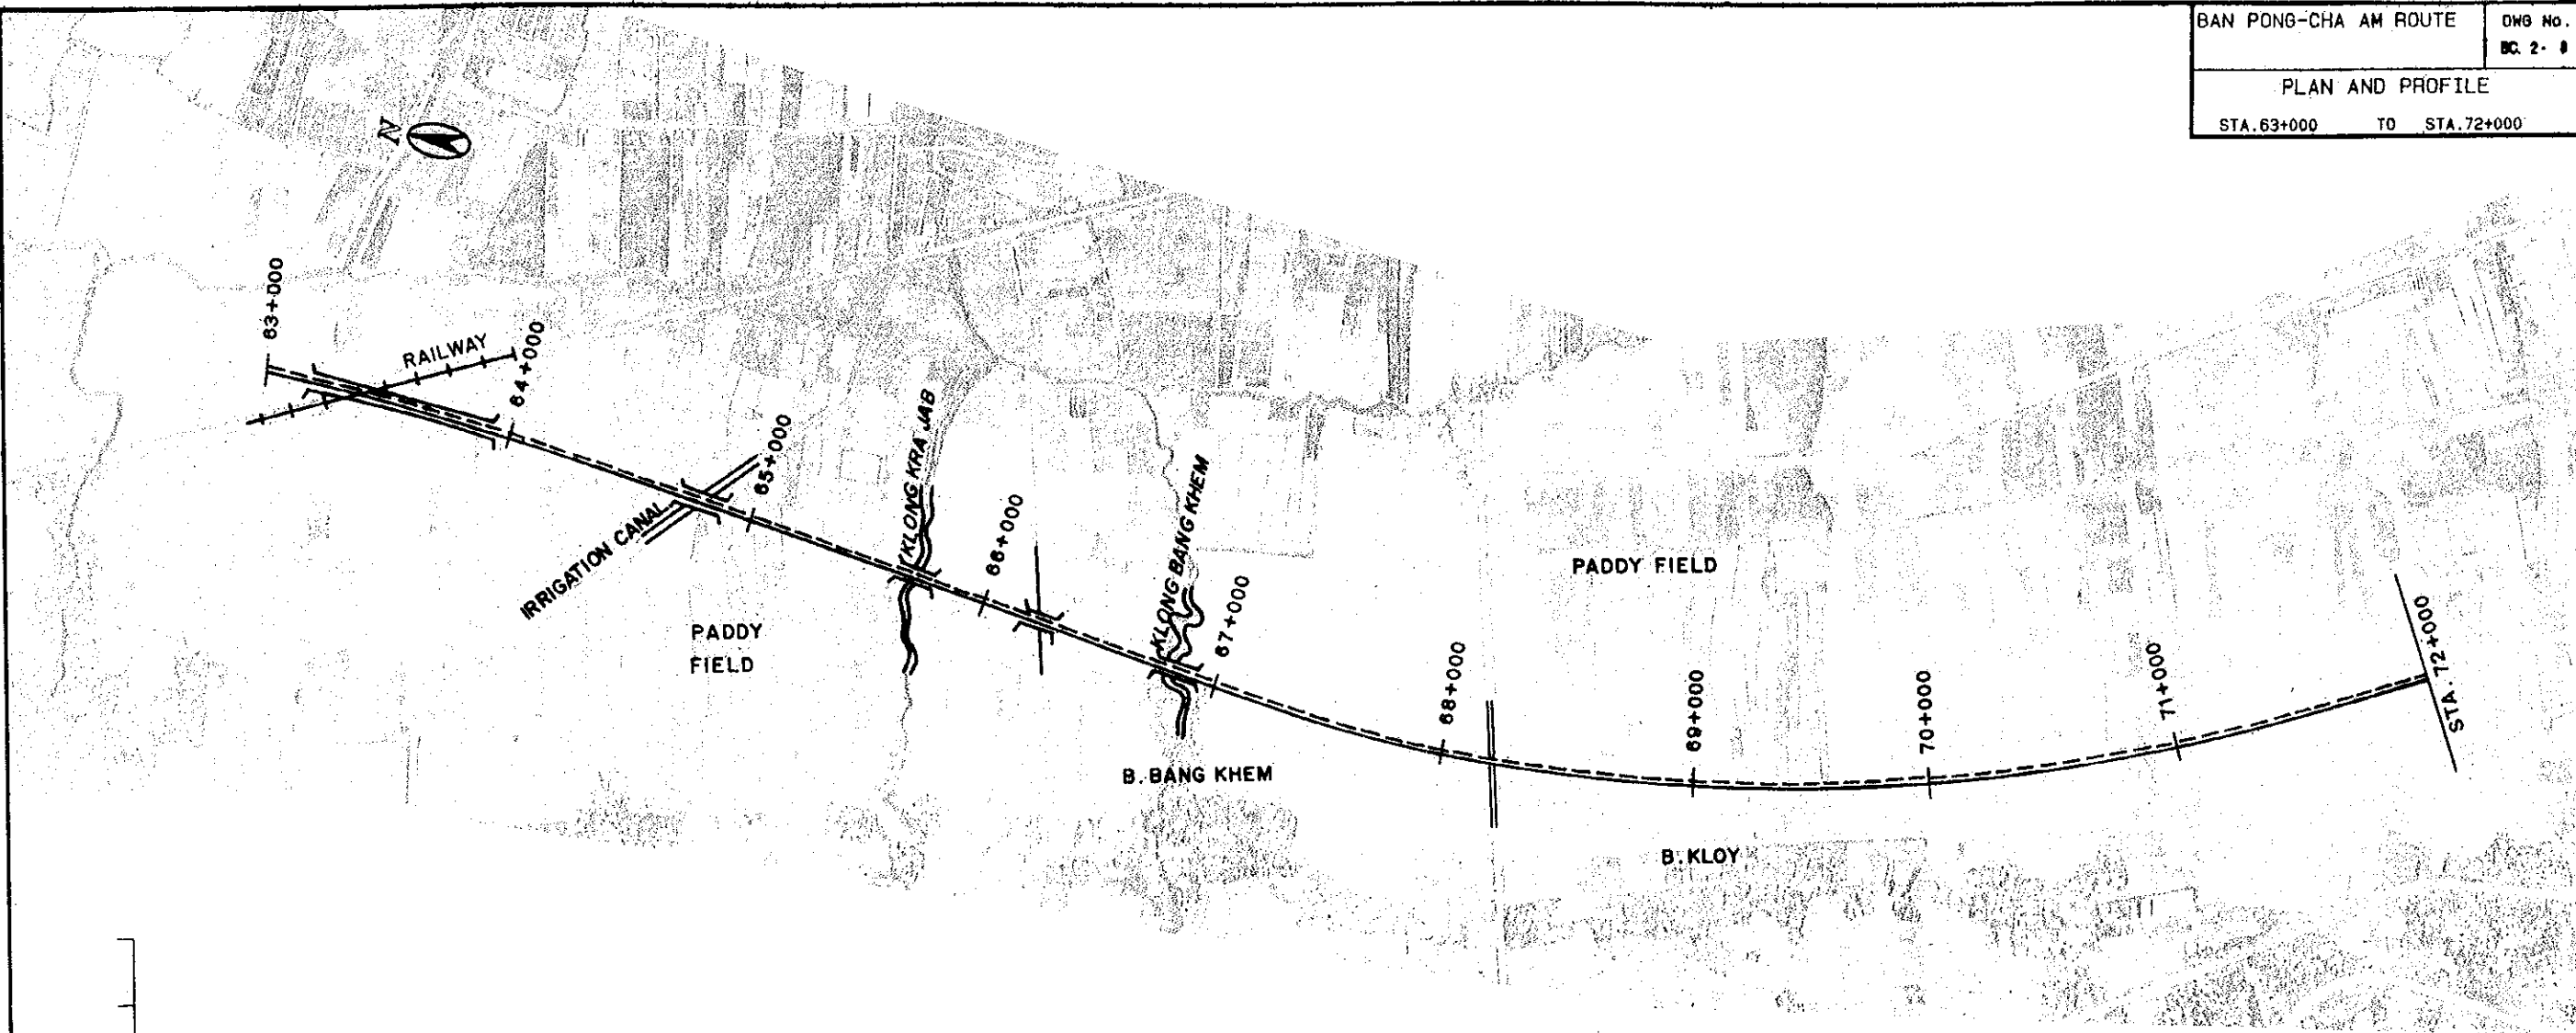 BAN PONG-CHA AM ROUTE
DWG No.
BC. 2-
PLAN AND PROFILE
STA.63+000 TO STA.72+000
N
63+000
RAILWAY
64+000
65+000
IRRIGATION CANAL
KLONG KRA JAB
66+000
KLONG BANG KHEM
67+000
PADDY
FIELD
PADDY FIELD
B.BANG KHEM
68+000
69+000
70+000
71+000
STA.72+000
B.KLOY